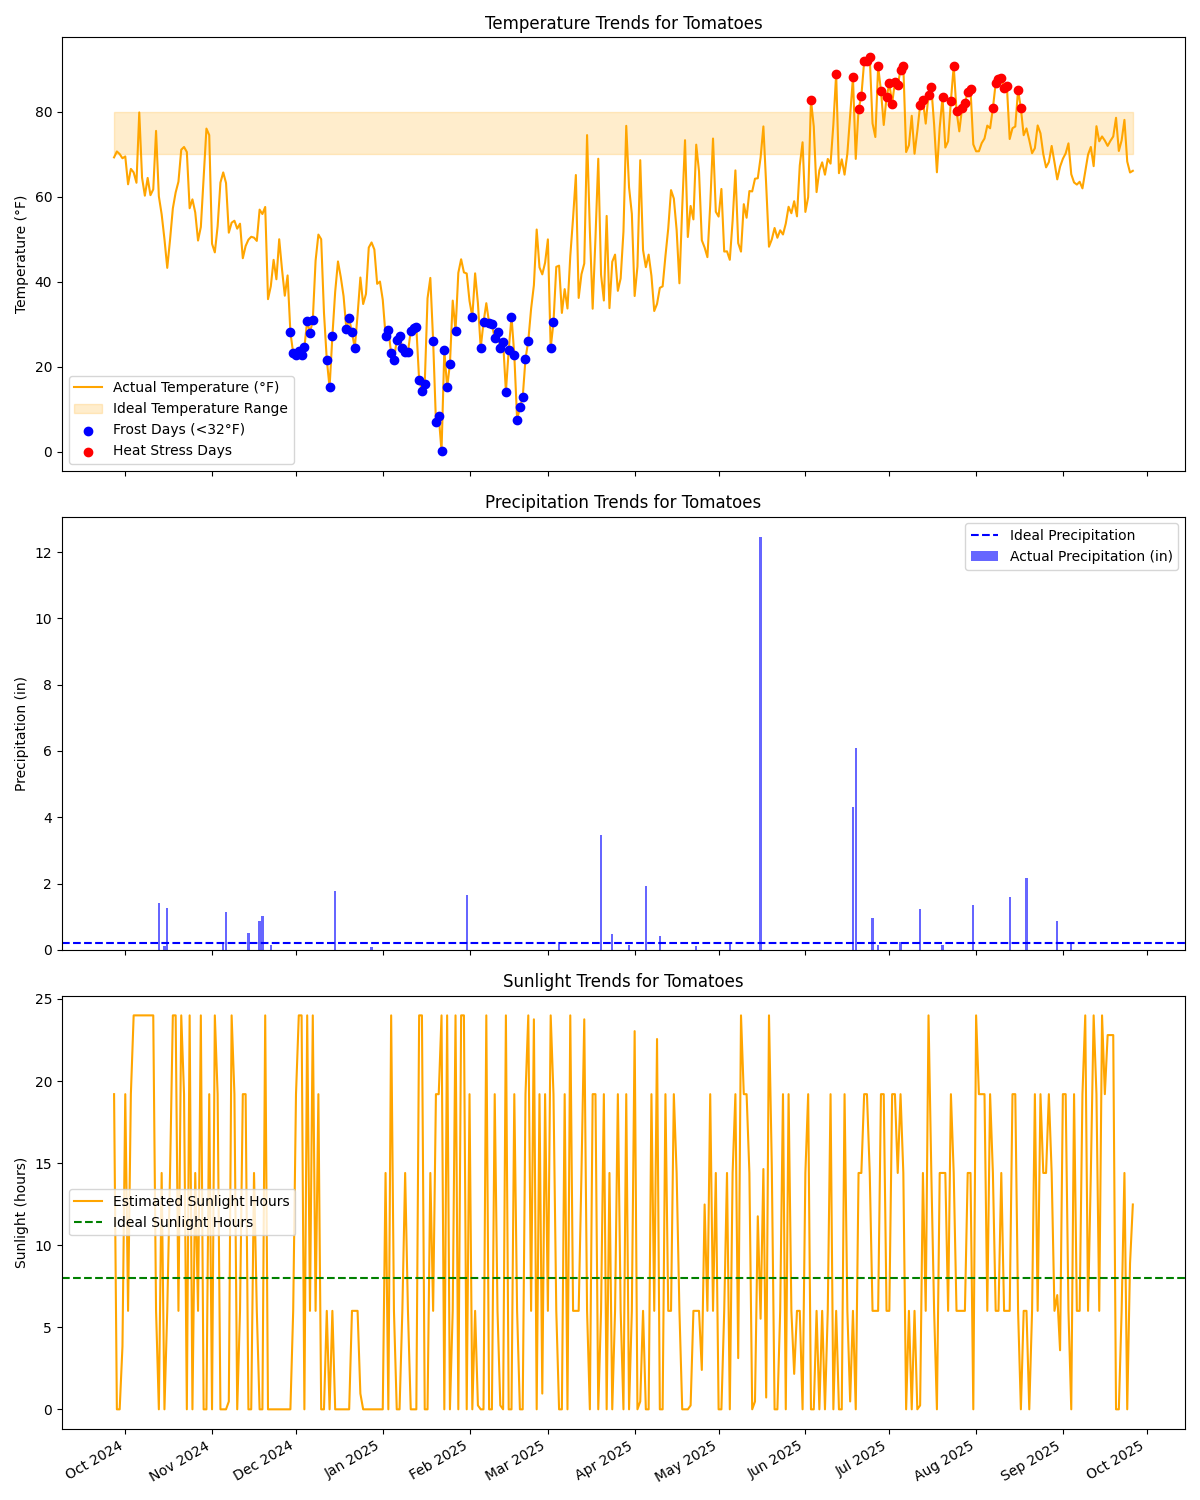 Temperature Trends for Tomatoes
Temperature (°F)
80
60
40
20
0
Actual Temperature (°F)
Ideal Temperature Range
Frost Days (<32°F)
Heat Stress Days
Precipitation Trends for Tomatoes
Precipitation (in)
12
10
8
6
4
2
0
Ideal Precipitation
Actual Precipitation (in)
Sunlight Trends for Tomatoes
Sunlight (hours)
25
20
15
10
5
0
Estimated Sunlight Hours
Ideal Sunlight Hours
Oct 2024
Nov 2024
Dec 2024
Jan 2025
Feb 2025
Mar 2025
Apr 2025
May 2025
Jun 2025
Jul 2025
Aug 2025
Sep 2025
Oct 2025